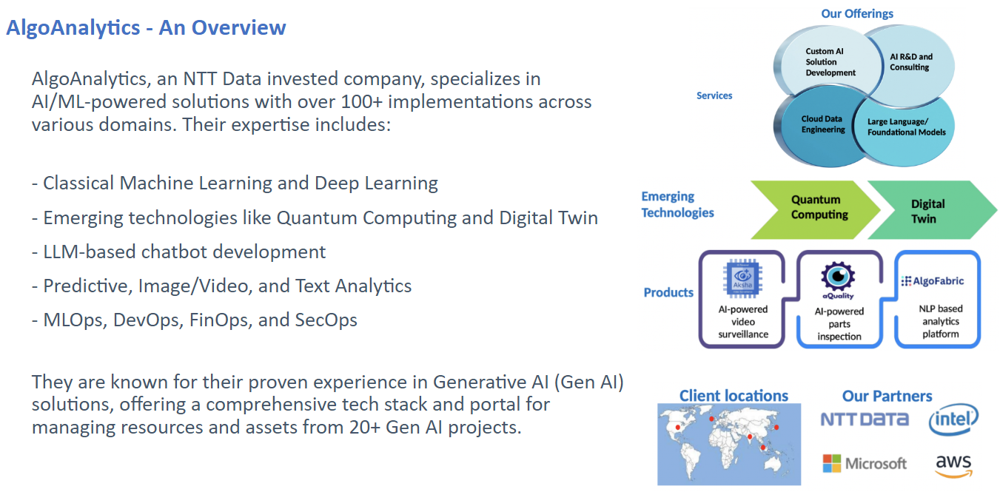 AlgoAnalytics - An Overview
AlgoAnalytics, an NTT Data invested company, specializes in
AI/ML-powered solutions with over 100+ implementations across
various domains. Their expertise includes:
- Classical Machine Learning and Deep Learning
- Emerging technologies like Quantum Computing and Digital Twin
- LLM-based chatbot development
- Predictive, Image/Video, and Text Analytics
- MLOps, DevOps, FinOps, and SecOps
They are known for their proven experience in Generative AI (Gen AI)
solutions, offering a comprehensive tech stack and portal for
managing resources and assets from 20+ Gen AI projects.
Our Offerings
Services
Custom AI
Solution
Development
AI R&D and
Consulting
Cloud Data
Engineering
Large Language/
Foundational Models
Emerging
Technologies
Quantum
Computing
Digital
Twin
Products
Aksha
AI-powered
video
surveillance
aQuality
AI-powered
parts
inspection
AlgoFabric
NLP based
analytics
platform
Client locations
Our Partners
NTT DATA
intel
Microsoft
aws